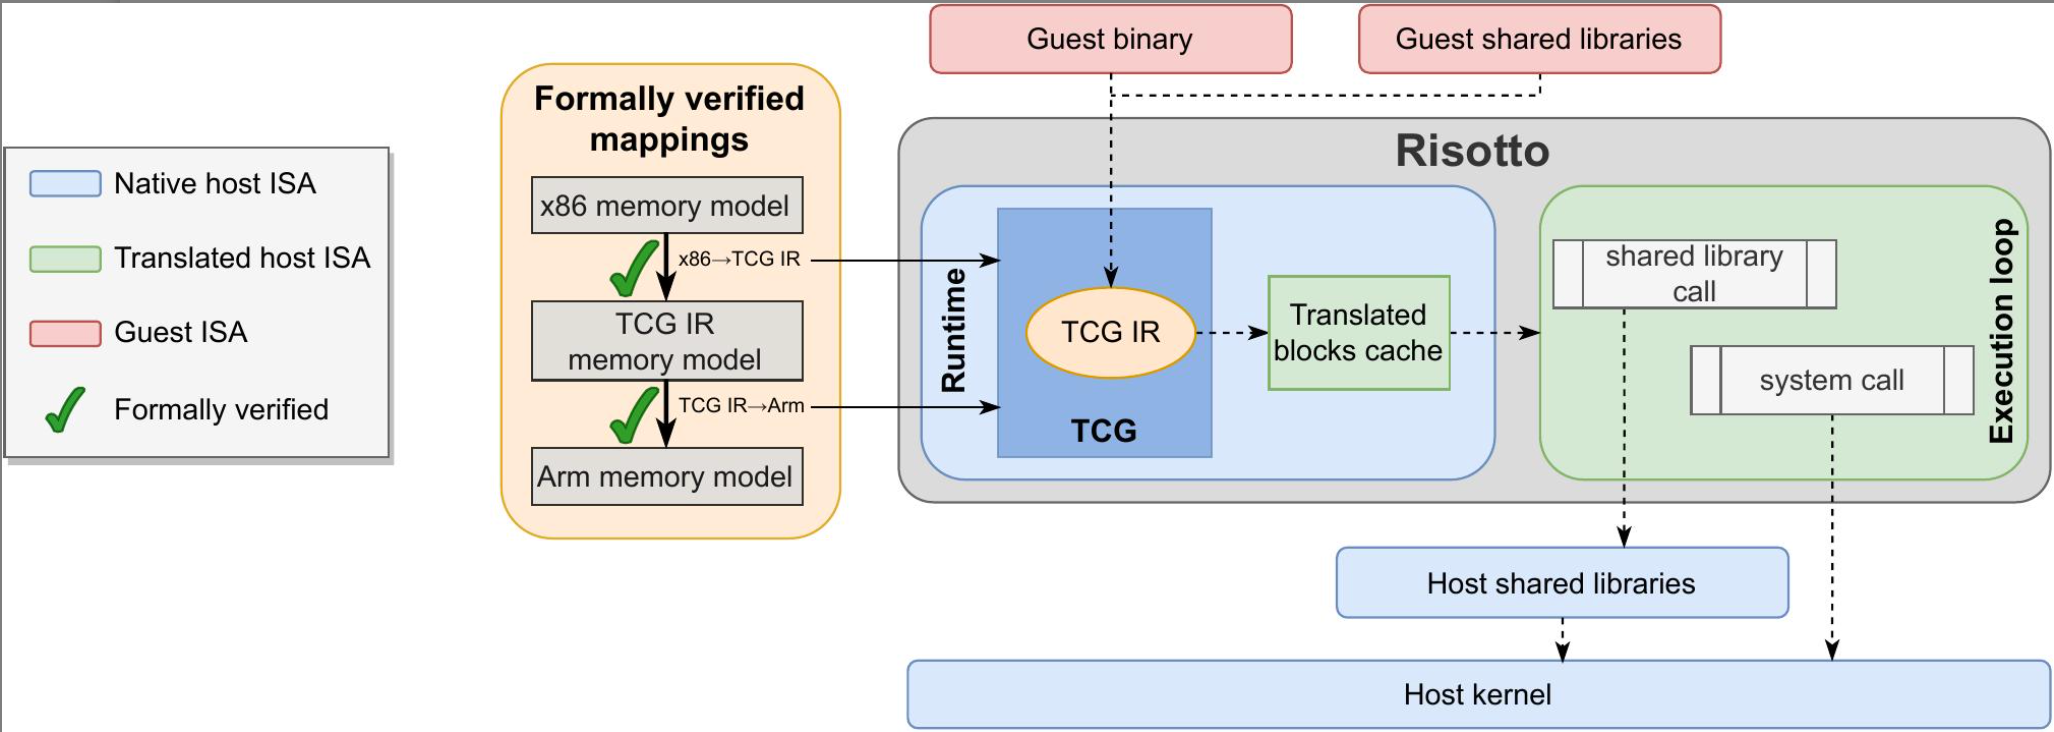 Guest binary
Guest shared libraries
Formally verified
mappings
Risotto
Native host ISA
Translated host ISA
Guest ISA
Formally verified
x86 memory model
x86→TCG IR
TCG IR
memory model
TCG IR→Arm
Arm memory model
Runtime
TCG IR
TCG
Translated
blocks cache
shared library
call
system call
Execution loop
Host shared libraries
Host kernel